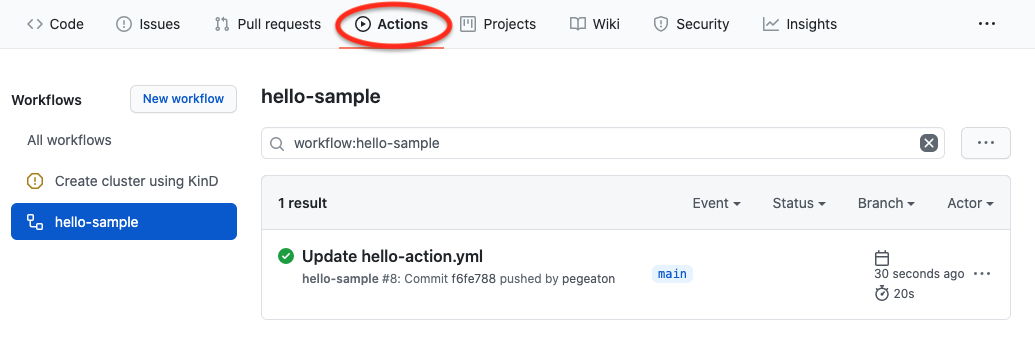 Code Issues Pull requests Actions Projects Wiki Security Insights
Workflows New workflow
All workflows
Create cluster using KinD
hello-sample
hello-sample
workflow:hello-sample
1 result Event Status Branch Actor
Update hello-action.yml
hello-sample #8: Commit f6fe788 pushed by pegeaton
main
30 seconds ago
20s